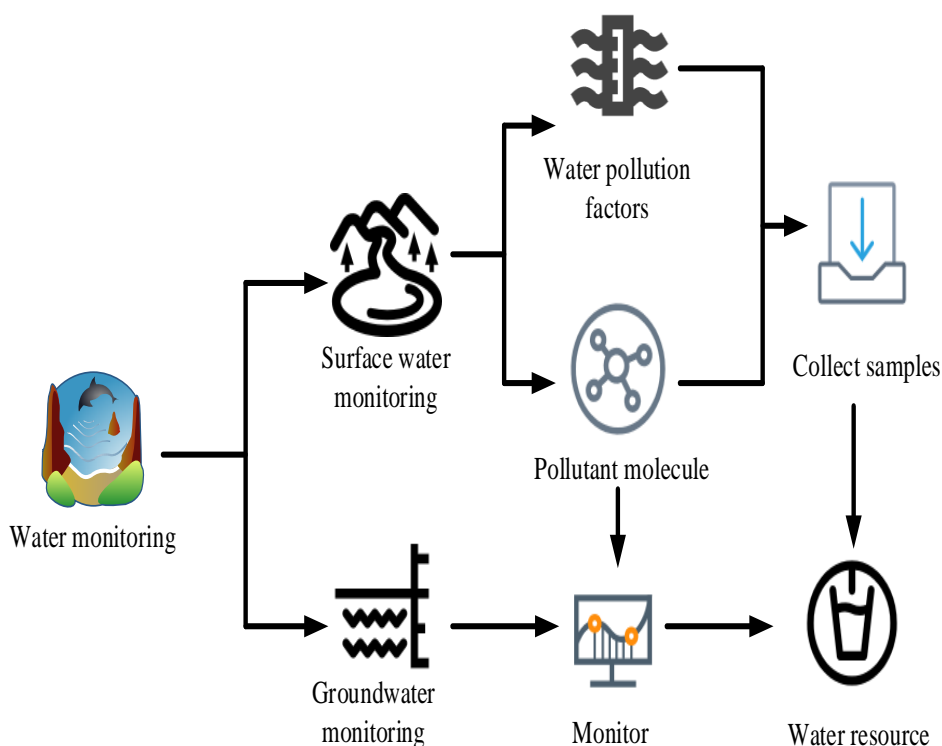 Water pollution
factors
Surface water
monitoring
Collect samples
Pollutant molecule
Water monitoring
Groundwater
monitoring
Monitor
Water resource